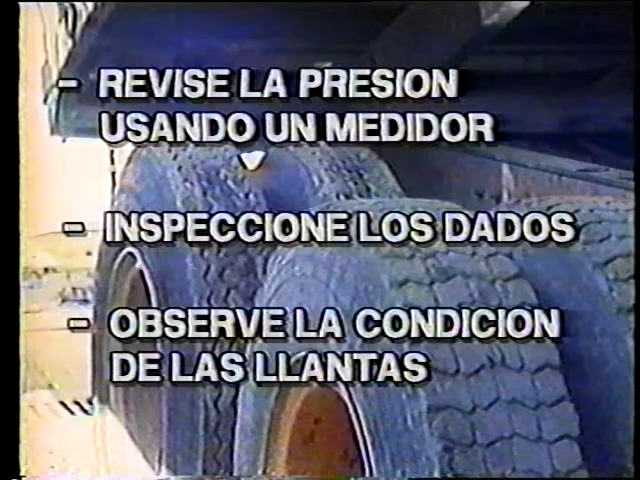 - REVISE LA PRESION
USANDO UN MEDIDOR
- INSPECCIONE LOS DADOS
- OBSERVE LA CONDICION
DE LAS LLANTAS